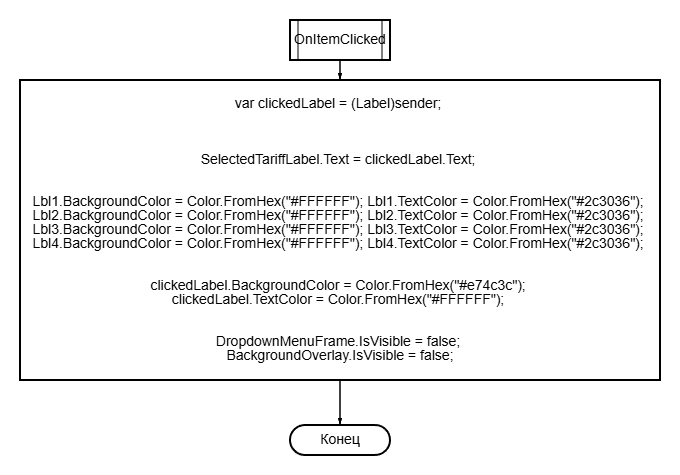 OnItemClicked
var clickedLabel = (Label)sender;
SelectedTariffLabel.Text = clickedLabel.Text;
Lbl1.BackgroundColor = Color.FromHex("#FFFFFF"); Lbl1.TextColor = Color.FromHex("#2c3036");
Lbl2.BackgroundColor = Color.FromHex("#FFFFFF"); Lbl2.TextColor = Color.FromHex("#2c3036");
Lbl3.BackgroundColor = Color.FromHex("#FFFFFF"); Lbl3.TextColor = Color.FromHex("#2c3036");
Lbl4.BackgroundColor = Color.FromHex("#FFFFFF"); Lbl4.TextColor = Color.FromHex("#2c3036");
clickedLabel.BackgroundColor = Color.FromHex("#e74c3c");
clickedLabel.TextColor = Color.FromHex("#FFFFFF");
DropdownMenuFrame.IsVisible = false;
BackgroundOverlay.IsVisible = false;
Конец